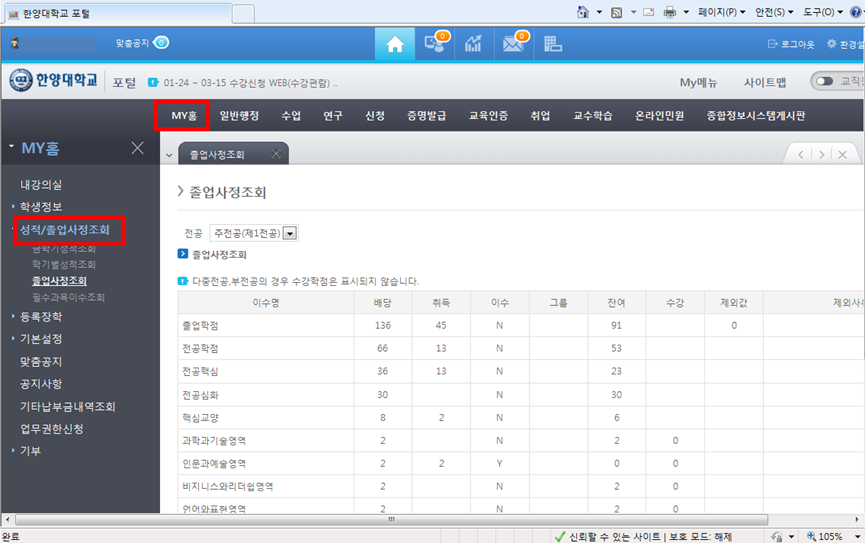 한양대학교 포털
페이지(P) 안전(S) 도구(O)
맞춤공지 0
0
0
로그아웃 환경설
한양대학교 포털 01-24 ~ 03-15 수강신청 WEB(수강편람) ..
My메뉴 사이트맵 교직
MY홈 일반행정 수업 연구 신청 증명발급 교육인증 취업 교수학습 온라인민원 종합정보시스템게시판
MY홈
내강의실
학생정보
성적/졸업사정조회
금학기성적조회
학기별성적조회
졸업사정조회
필수과목이수조회
등록장학
기본설정
맞춤공지
공지사항
기타납부금내역조회
업무권한신청
기부
졸업사정조회
졸업사정조회
전공 주전공(제1전공)
졸업사정조회
다중전공,부전공의 경우 수강학점은 표시되지 않습니다.
이수명 배당 취득 이수 그룹 잔여 수강 제외값 제외사유
졸업학점 136 45 N 91 0
전공학점 66 13 N 53
전공핵심 36 13 N 23
전공심화 30 N 30
핵심교양 8 2 N 6
과학과기술영역 2 N 2 0
인문과예술영역 2 2 Y 0 0
비지니스와리더쉽영역 2 N 2 0
언어와표현영역 2 N 2 0
완료
신뢰할 수 있는 사이트 | 보호 모드: 해제
105%